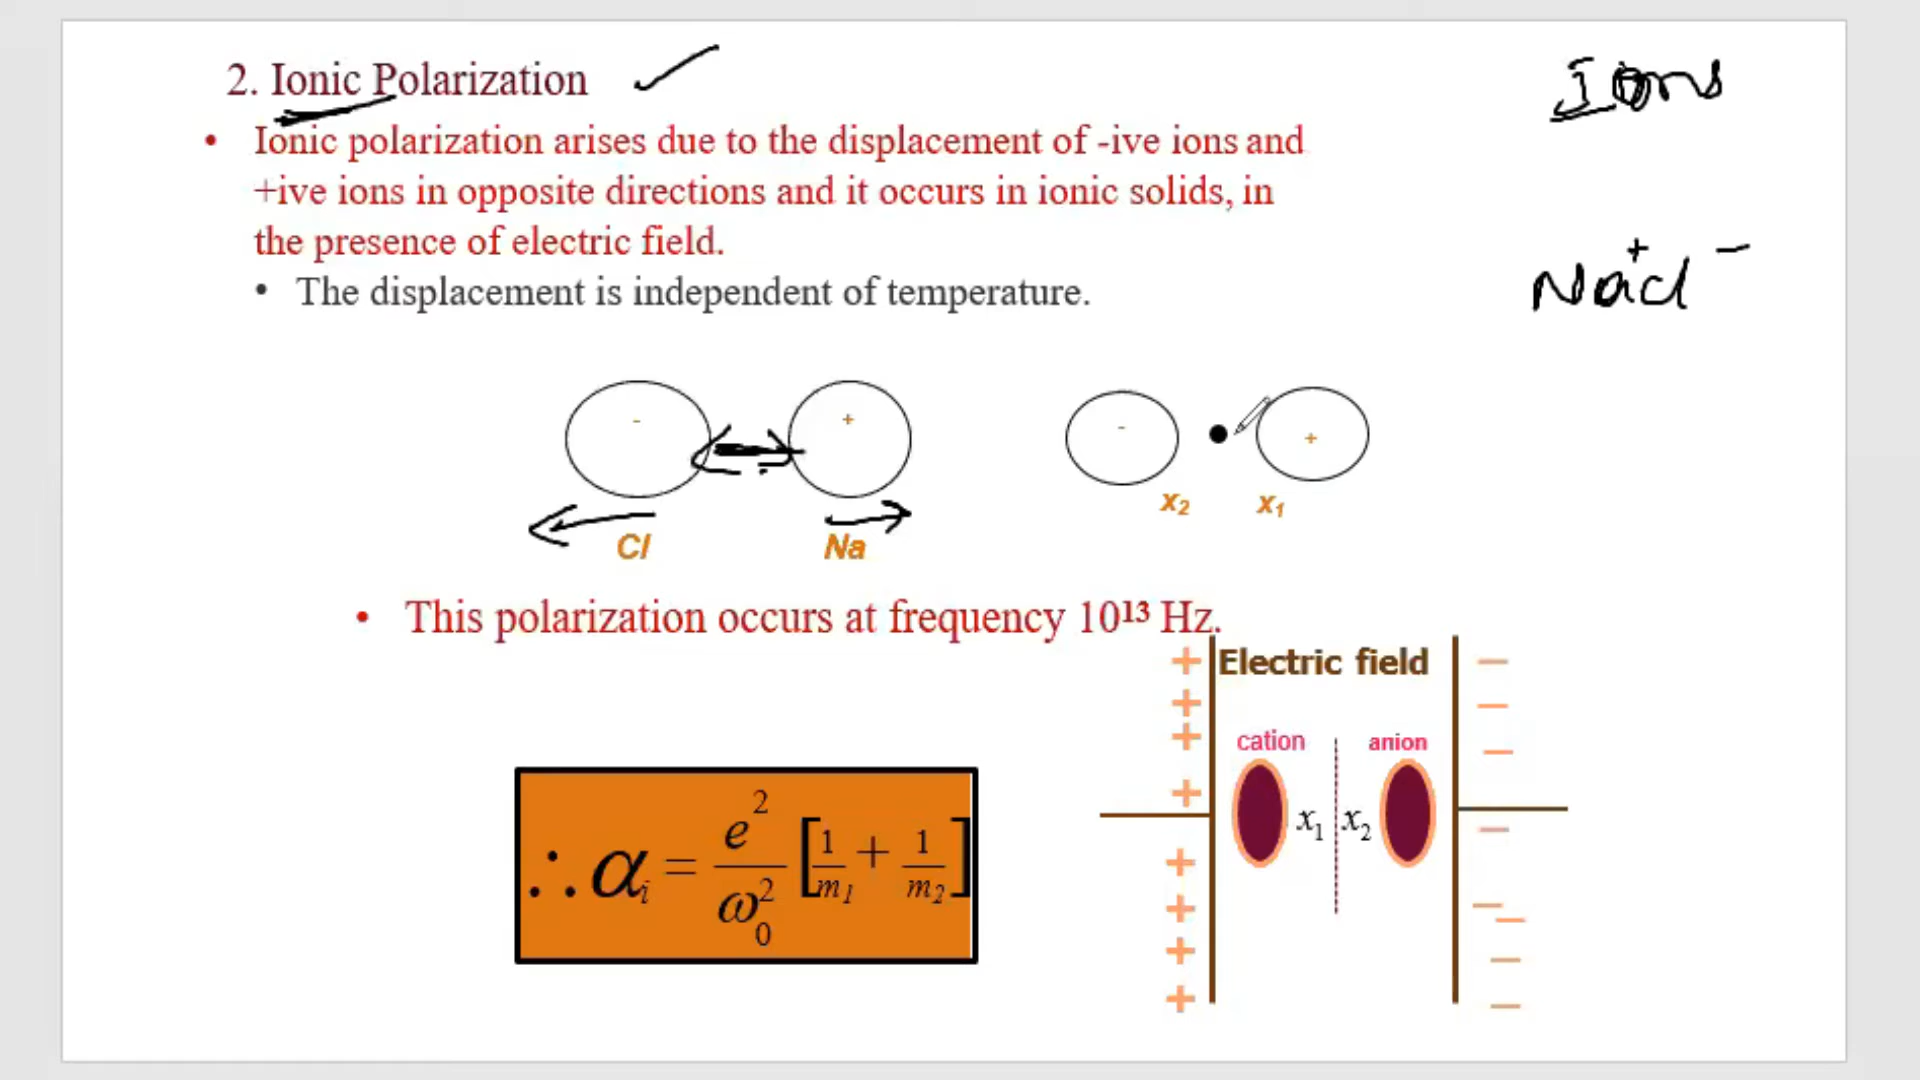 2. Ionic Polarization
Ions
• Ionic polarization arises due to the displacement of -ive ions and
+ive ions in opposite directions and it occurs in ionic solids, in
the presence of electric field.
Na+cl −
• The displacement is independent of temperature.
- + - +
x₂ x₁
Cl Na
• This polarization occurs at frequency 10¹³ Hz.
Electric field
cation anion
x₁ x₂
∴ αᵢ = e² / ω₀² [1/m₁ + 1/m₂]
+ + + + + + + +
− − − − − − − −